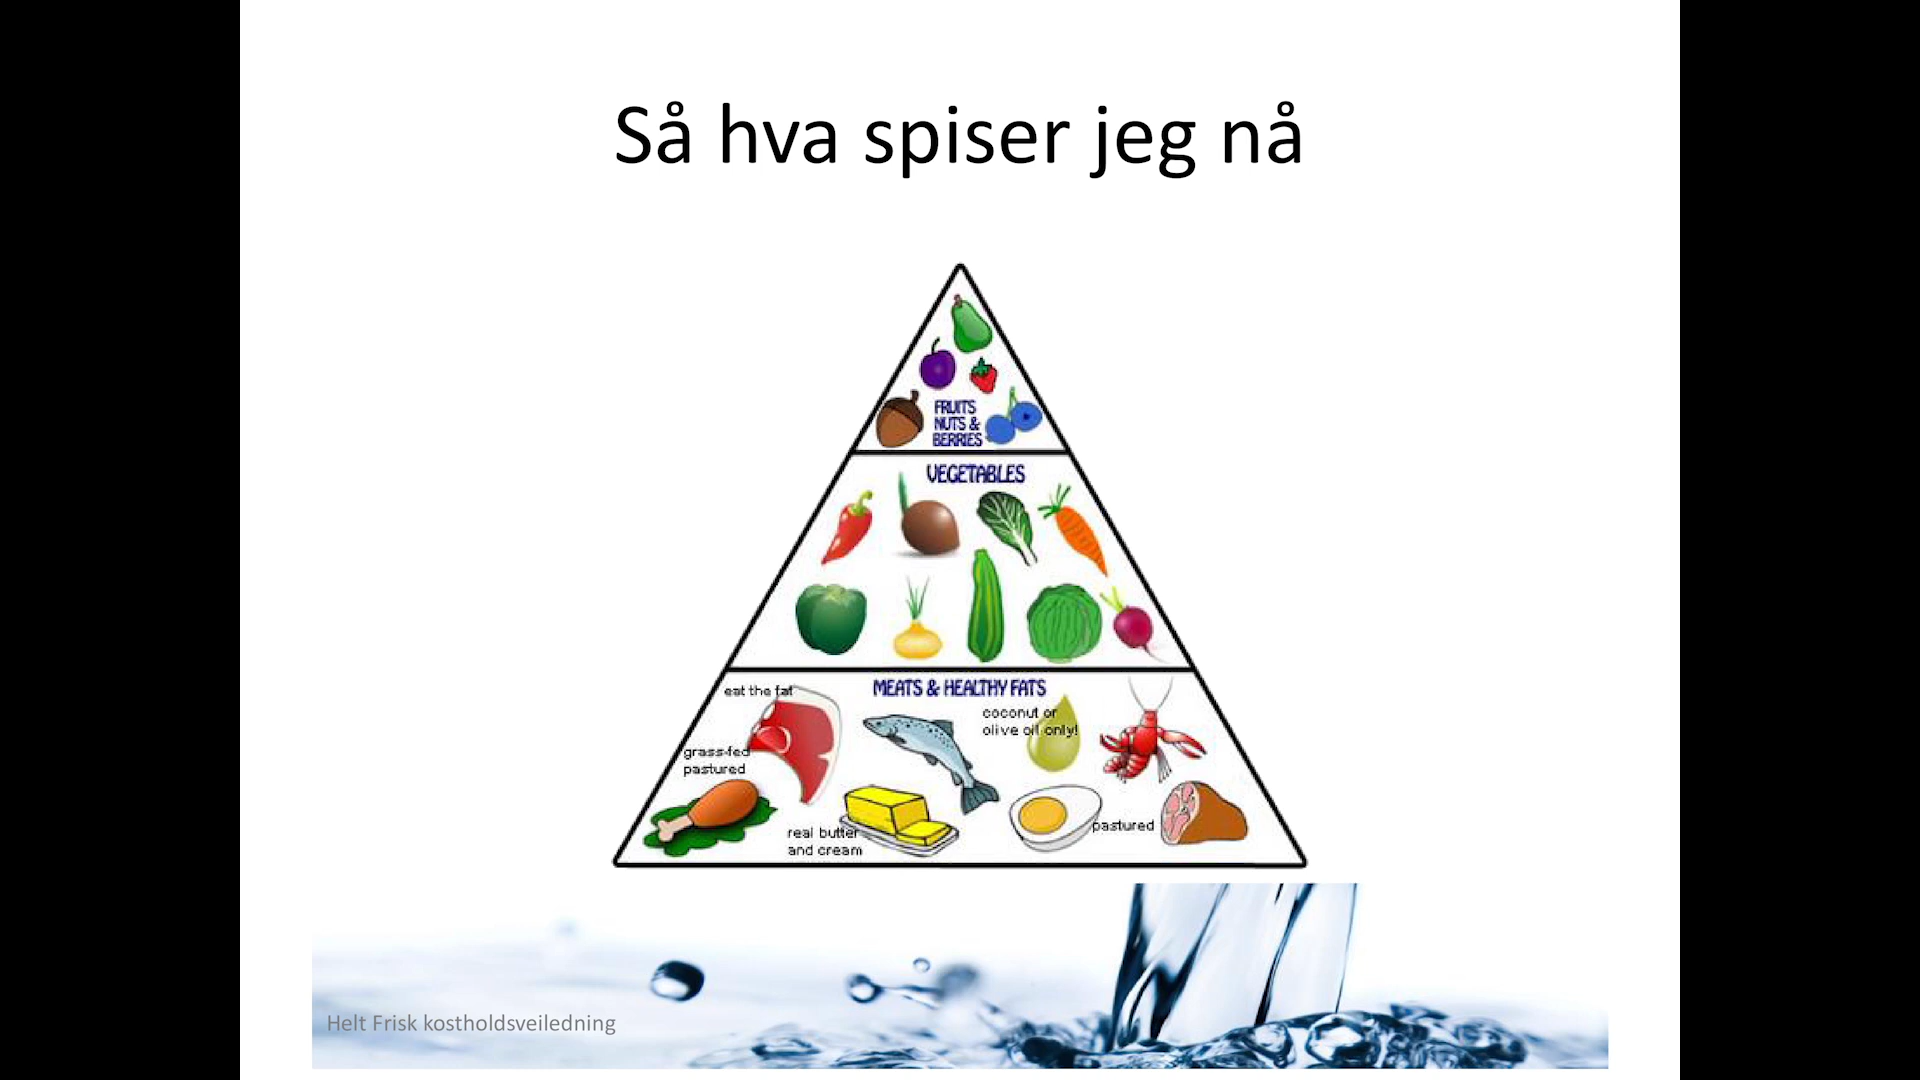 Så hva spiser jeg nå
FRUITS
NUTS &
BERRIES
VEGETABLES
MEATS & HEALTHY FATS
eat the fat
coconut or
olive oil only!
grass-fed
pastured
real butter
and cream
pastured
Helt Frisk kostholdsveiledning